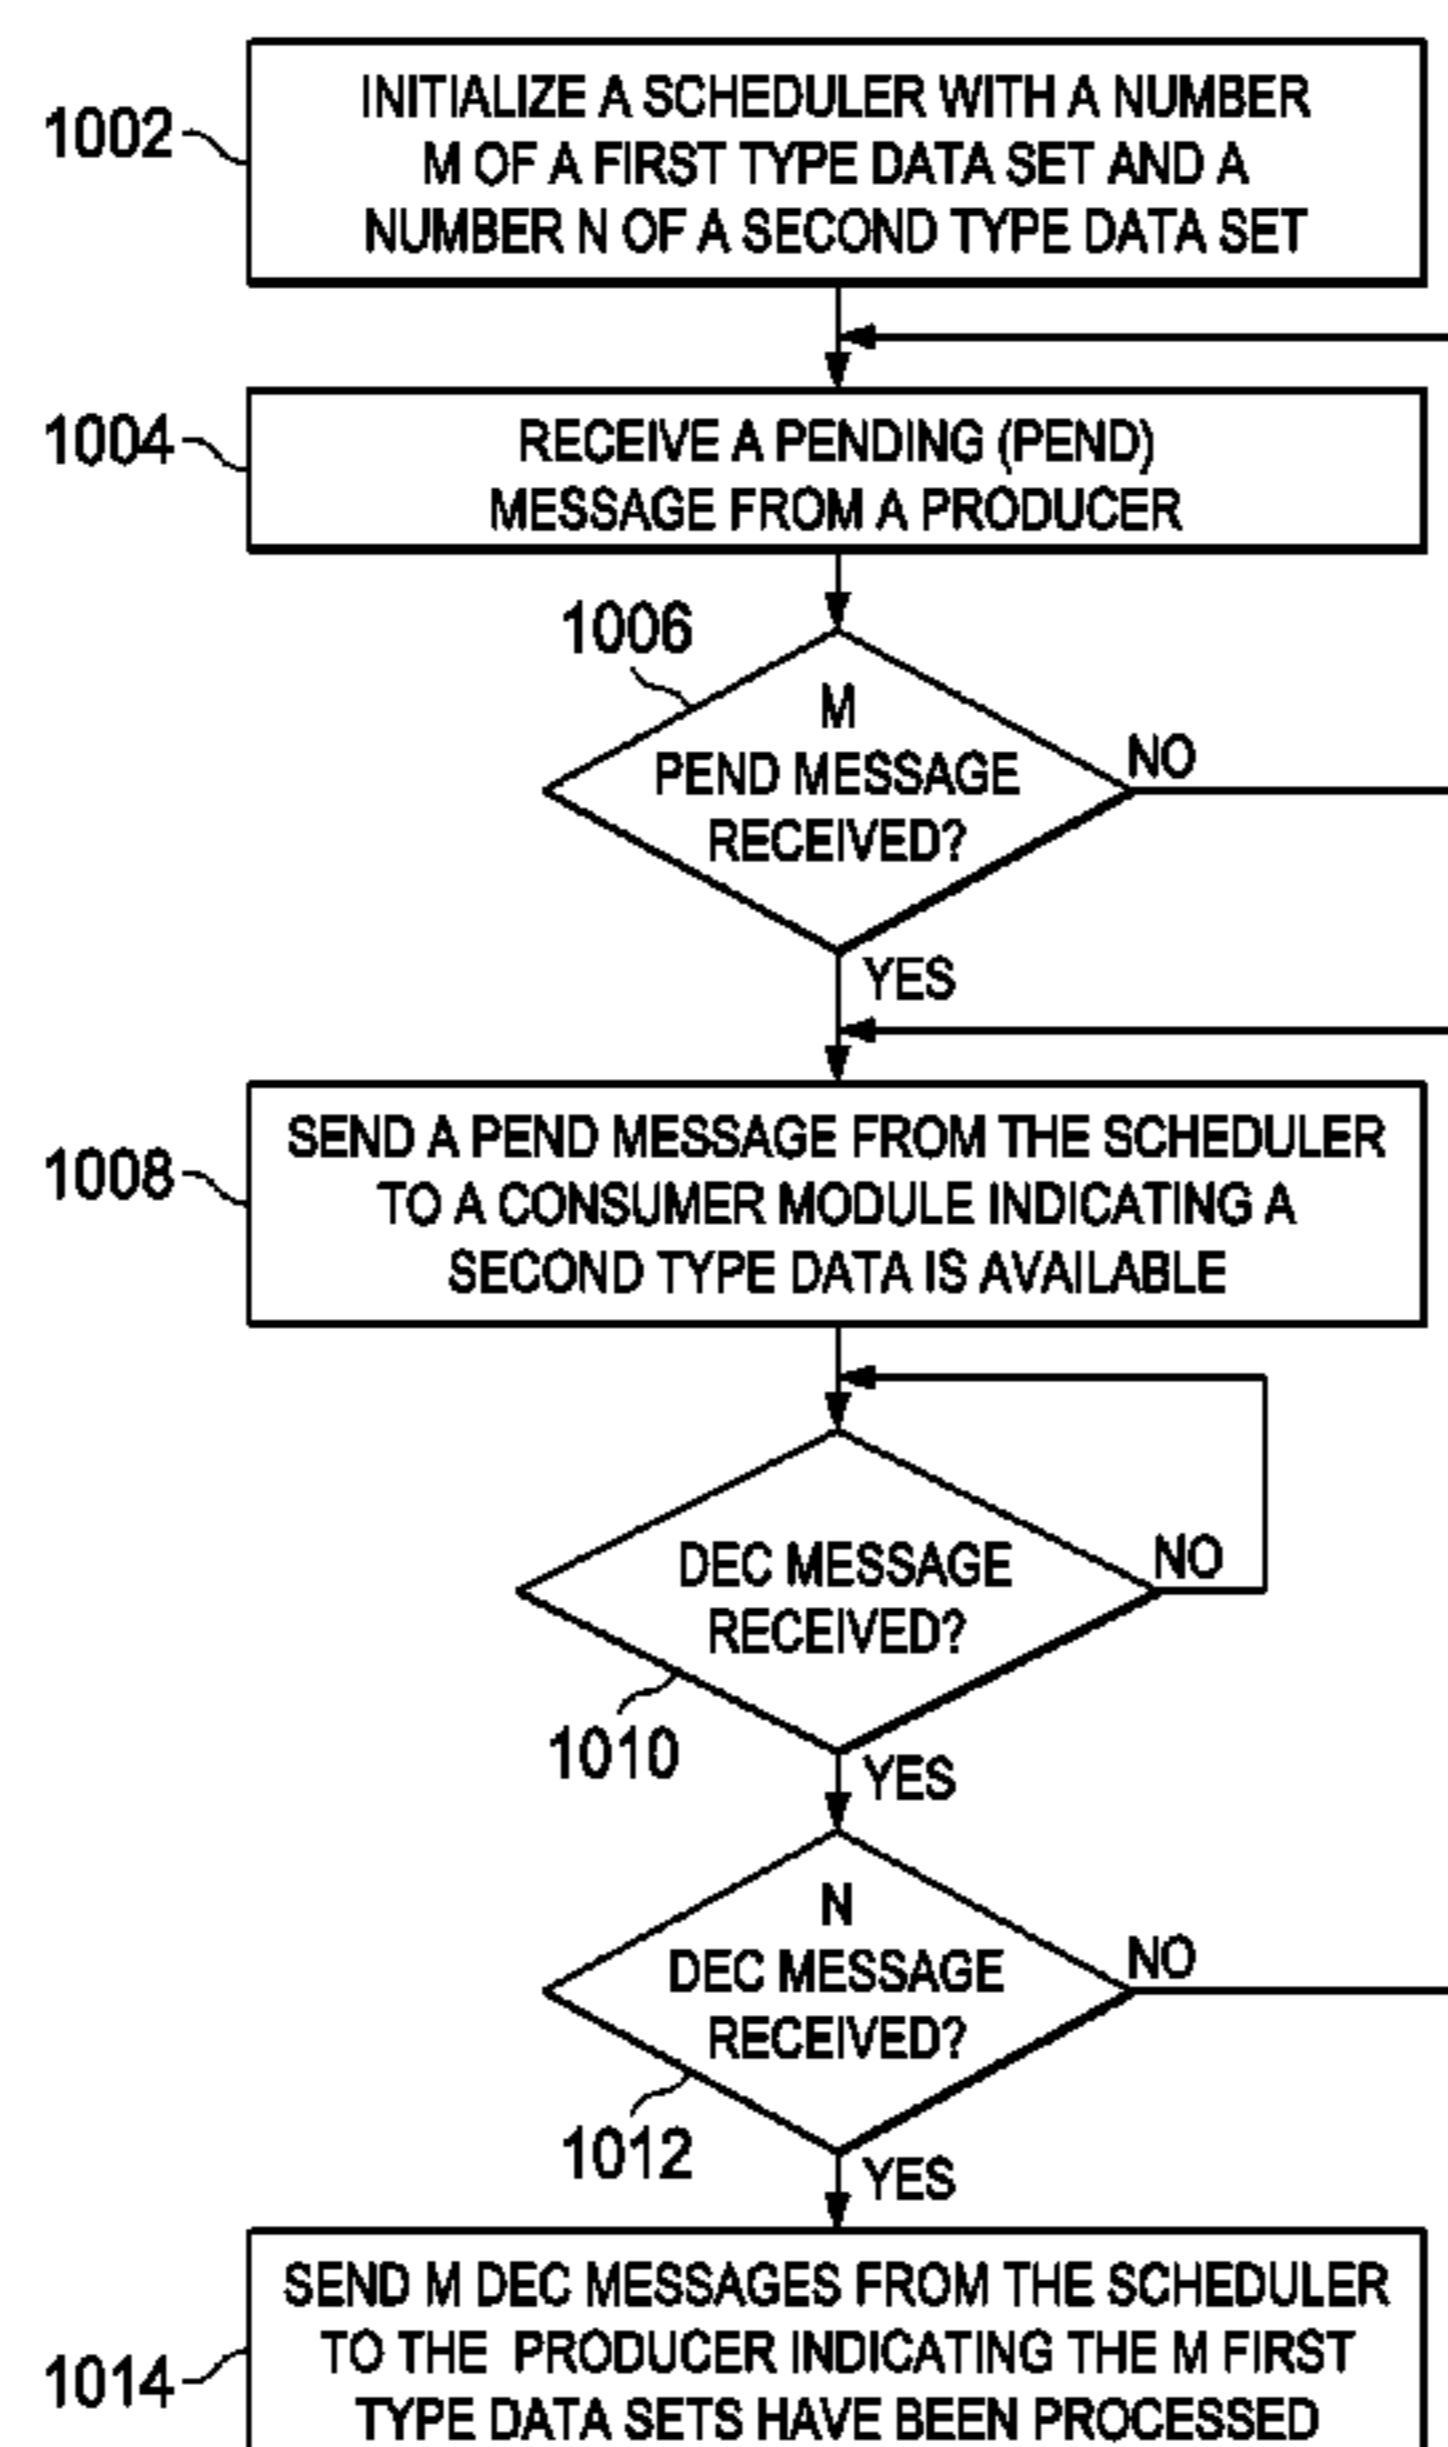 1002
INITIALIZE A SCHEDULER WITH A NUMBER
M OF A FIRST TYPE DATA SET AND A
NUMBER N OF A SECOND TYPE DATA SET
1004
RECEIVE A PENDING (PEND)
MESSAGE FROM A PRODUCER
1006
M
PEND MESSAGE
RECEIVED?
NO
YES
1008
SEND A PEND MESSAGE FROM THE SCHEDULER
TO A CONSUMER MODULE INDICATING A
SECOND TYPE DATA IS AVAILABLE
DEC MESSAGE
RECEIVED?
NO
1010
YES
N
DEC MESSAGE
RECEIVED?
NO
1012
YES
1014
SEND M DEC MESSAGES FROM THE SCHEDULER
TO THE PRODUCER INDICATING THE M FIRST
TYPE DATA SETS HAVE BEEN PROCESSED